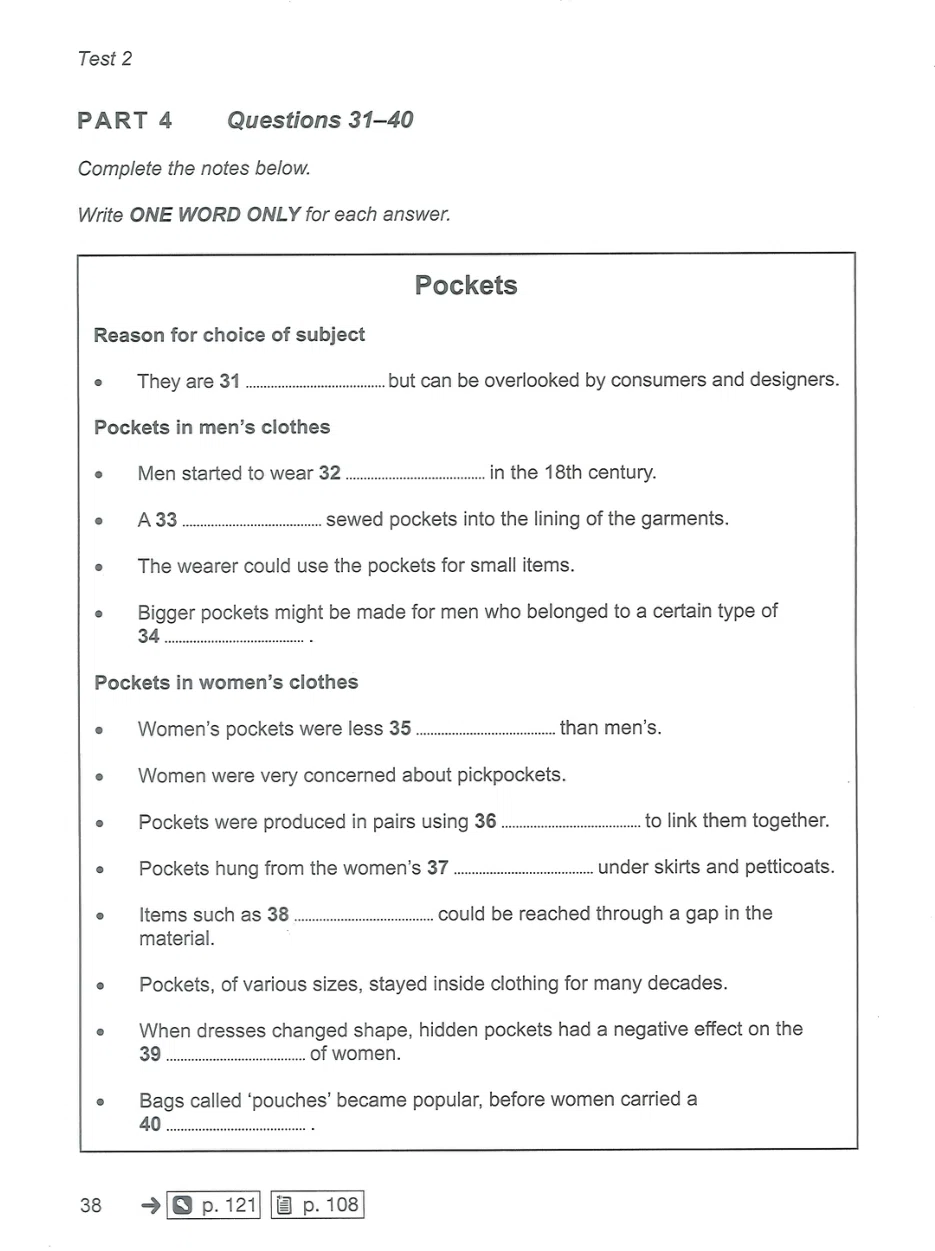 Test 2
PART 4 Questions 31–40
Complete the notes below.
Write ONE WORD ONLY for each answer.
Pockets
Reason for choice of subject
• They are 31 ........................................ but can be overlooked by consumers and designers.
Pockets in men's clothes
• Men started to wear 32 ........................................ in the 18th century.
• A 33 ........................................ sewed pockets into the lining of the garments.
• The wearer could use the pockets for small items.
• Bigger pockets might be made for men who belonged to a certain type of
34 ........................................ .
Pockets in women's clothes
• Women's pockets were less 35 ........................................ than men's.
• Women were very concerned about pickpockets.
• Pockets were produced in pairs using 36 ........................................ to link them together.
• Pockets hung from the women's 37 ........................................ under skirts and petticoats.
• Items such as 38 ........................................ could be reached through a gap in the
material.
• Pockets, of various sizes, stayed inside clothing for many decades.
• When dresses changed shape, hidden pockets had a negative effect on the
39 ........................................ of women.
• Bags called 'pouches' became popular, before women carried a
40 ........................................ .
38 → p. 121 p. 108